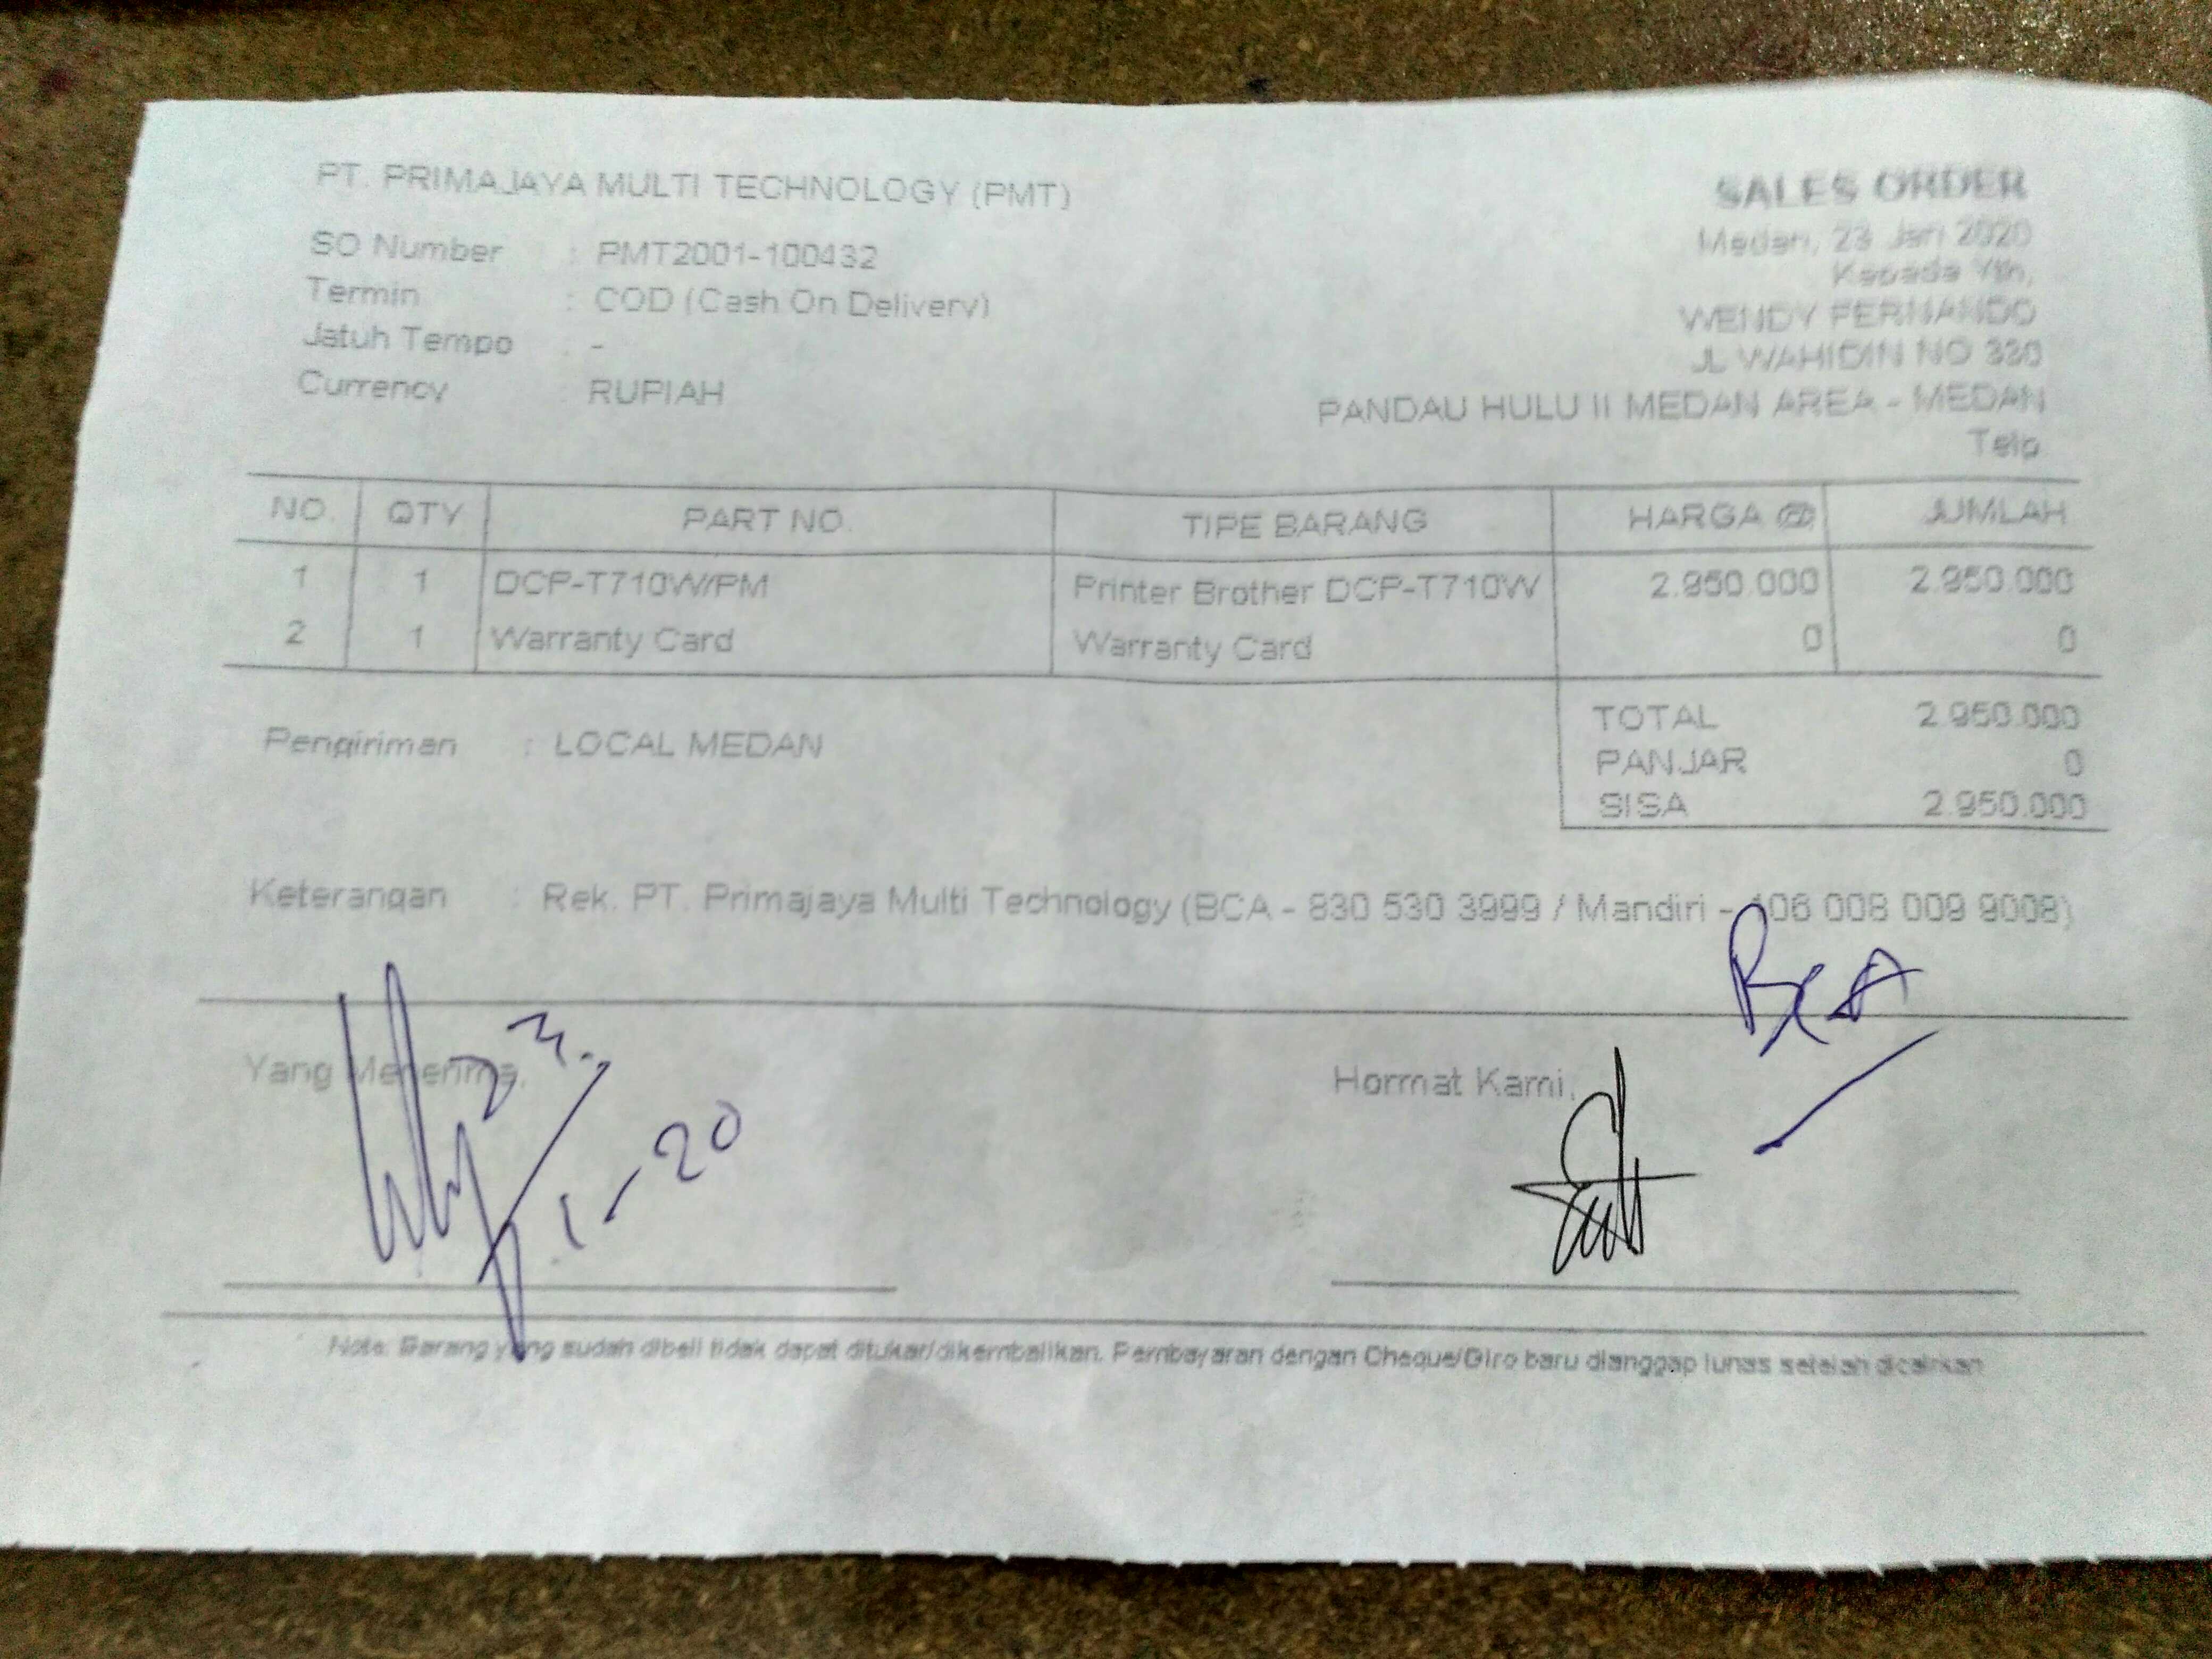 PT. PRIMAJAYA MULTI TECHNOLOGY (PMT)
SALES ORDER
Medan, 23 Jan 2020
Kepada Yth,
WENDY FERNANDO
JL WAHIDIN NO 330
PANDAU HULU II MEDAN AREA - MEDAN
Telp
SO Number : PMT2001-100432
Termin : COD (Cash On Delivery)
Jatuh Tempo : -
Currency : RUPIAH
NO. QTY PART NO. TIPE BARANG HARGA @ JUMLAH
1 1 DCP-T710W/PM Printer Brother DCP-T710W 2.950.000 2.950.000
2 1 Warranty Card Warranty Card 0 0
TOTAL 2.950.000
PANJAR 0
SISA 2.950.000
Pengiriman : LOCAL MEDAN
Keterangan : Rek. PT. Primajaya Multi Technology (BCA - 830 530 3999 / Mandiri - 106 008 009 9008)
BCA
Yang Menerima, Hormat Kami,
23.
1-20
Note: Barang yang sudah dibeli tidak dapat ditukar/dikembalikan. Pembayaran dengan Cheque/Giro baru dianggap lunas setelah dicairkan